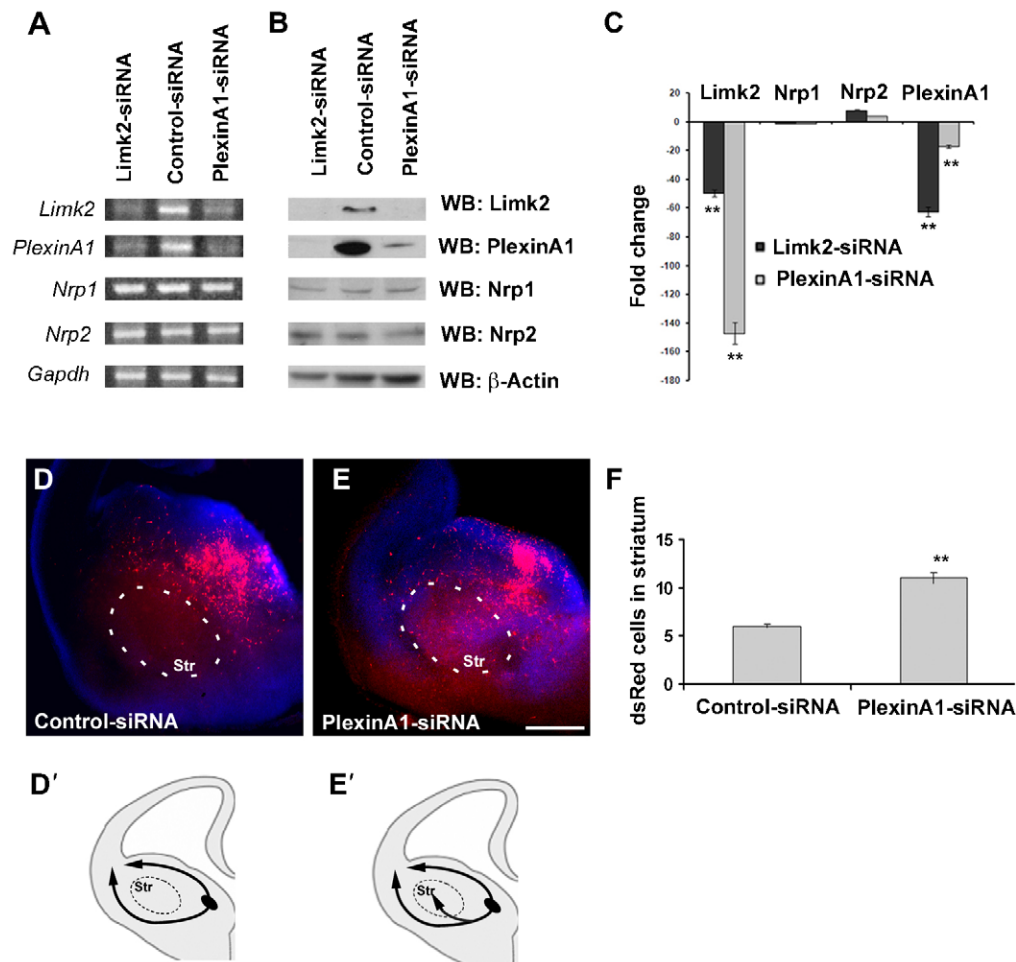 A
B
C
Limk2-siRNA
Control-siRNA
PlexinA1-siRNA
Limk2-siRNA
Control-siRNA
PlexinA1-siRNA
Limk2
PlexinA1
Nrp1
Nrp2
Gapdh
WB: Limk2
WB: PlexinA1
WB: Nrp1
WB: Nrp2
WB: β-Actin
Limk2 Nrp1 Nrp2 PlexinA1
Fold change
20
0
-20
-40
-60
-80
-100
-120
-140
-160
-180
**
**
**
**
Limk2-siRNA
PlexinA1-siRNA
D
Str
Control-siRNA
E
Str
PlexinA1-siRNA
F
dsRed cells in striatum
15
10
5
0
**
Control-siRNA PlexinA1-siRNA
D′
Str
E′
Str